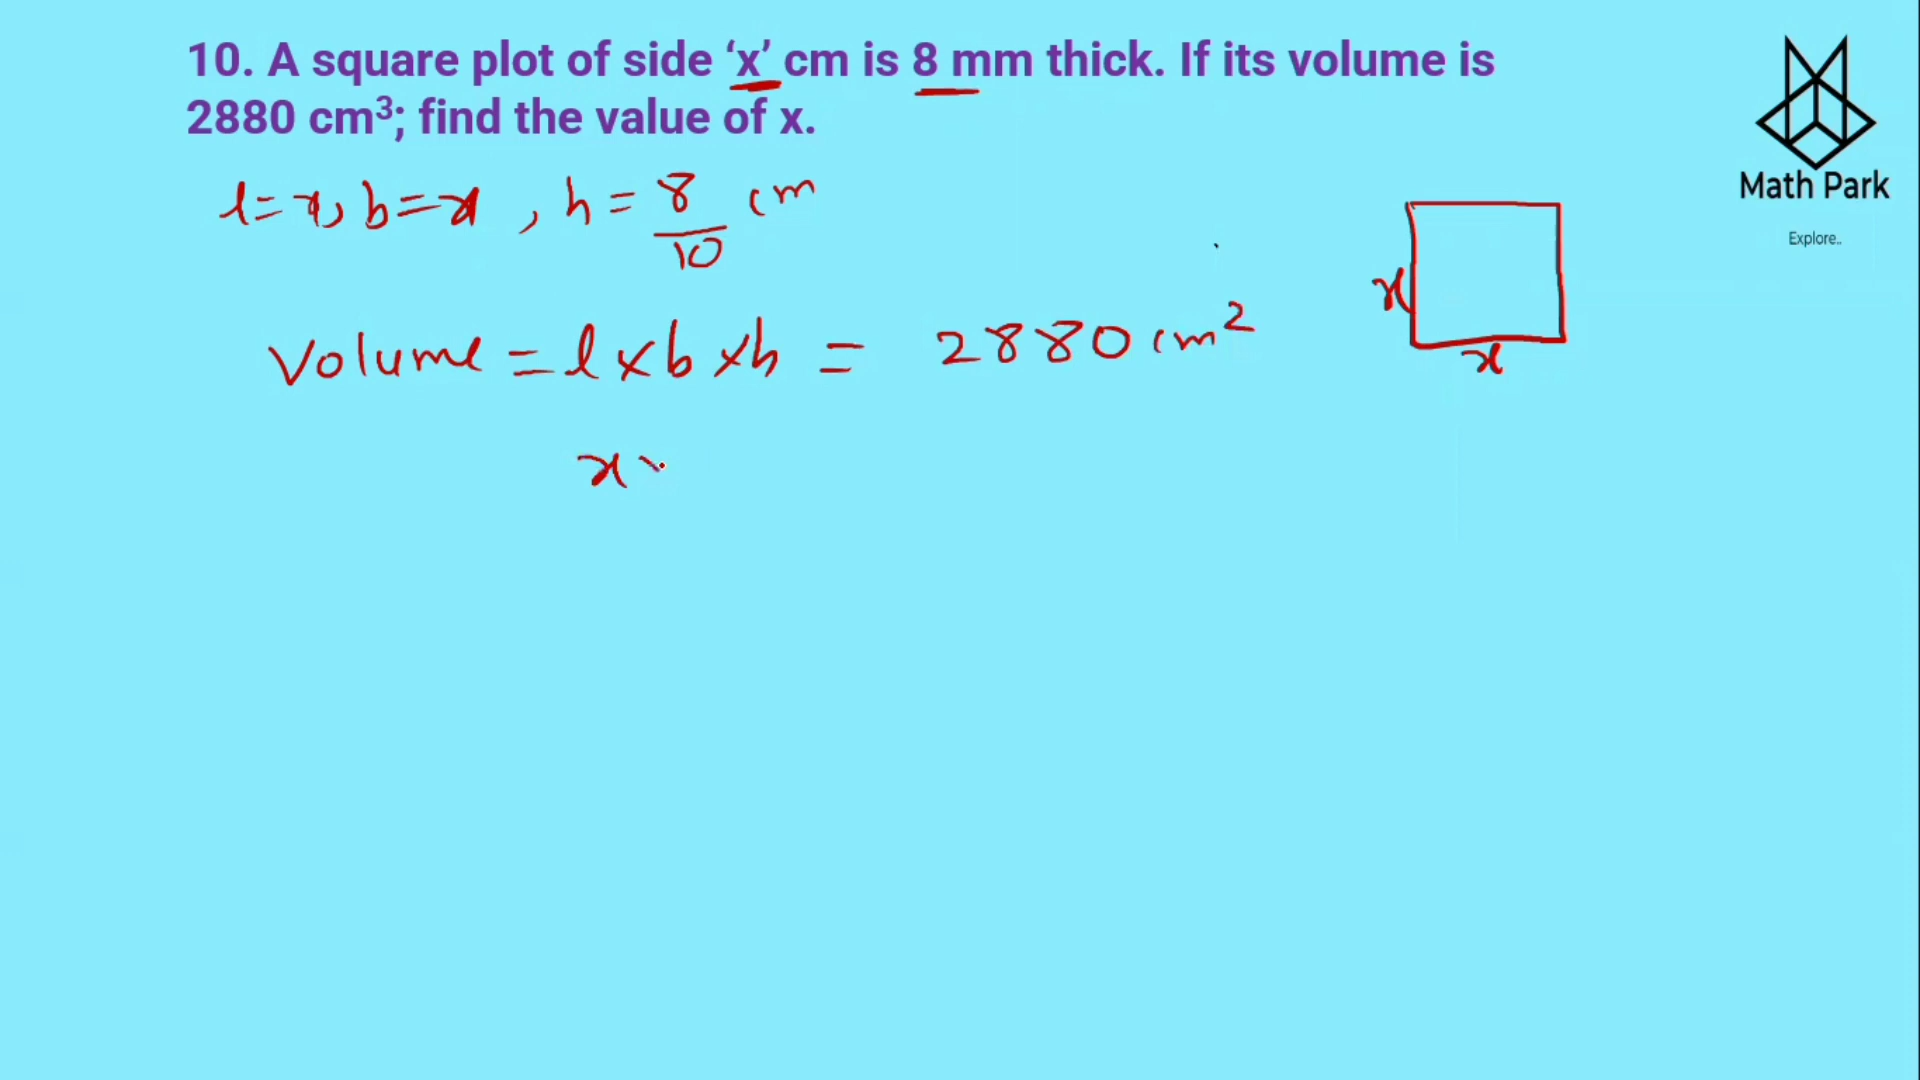 10. A square plot of side ‘x’ cm is 8 mm thick. If its volume is
2880 cm³; find the value of x.
Math Park
Explore..
l=x, b=x , h = 8/10 cm
Volume = l x b x h = 2880 cm²
x
x
x